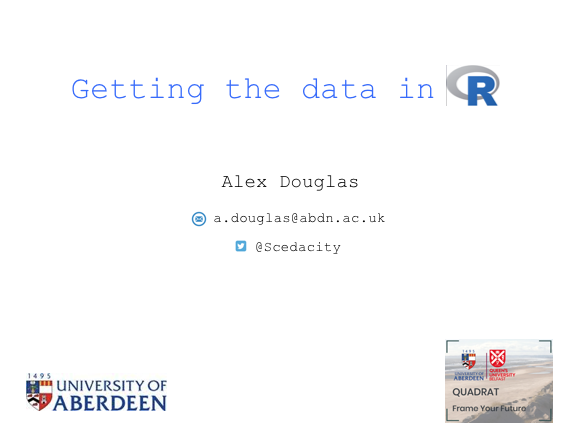 Getting the data in R
Alex Douglas
a.douglas@abdn.ac.uk
@Scedacity
1495
UNIVERSITY OF
ABERDEEN
1495
UNIVERSITY OF
ABERDEEN
QUEEN'S
UNIVERSITY
BELFAST
QUADRAT
Frame Your Future